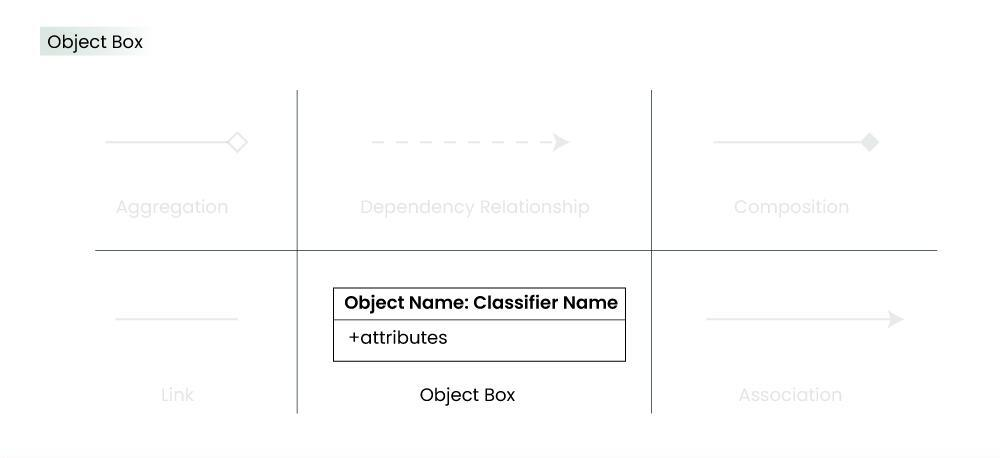 Object Box
Aggregation
Dependency Relationship
Composition
Object Name: Classifier Name
+attributes
Link
Object Box
Association